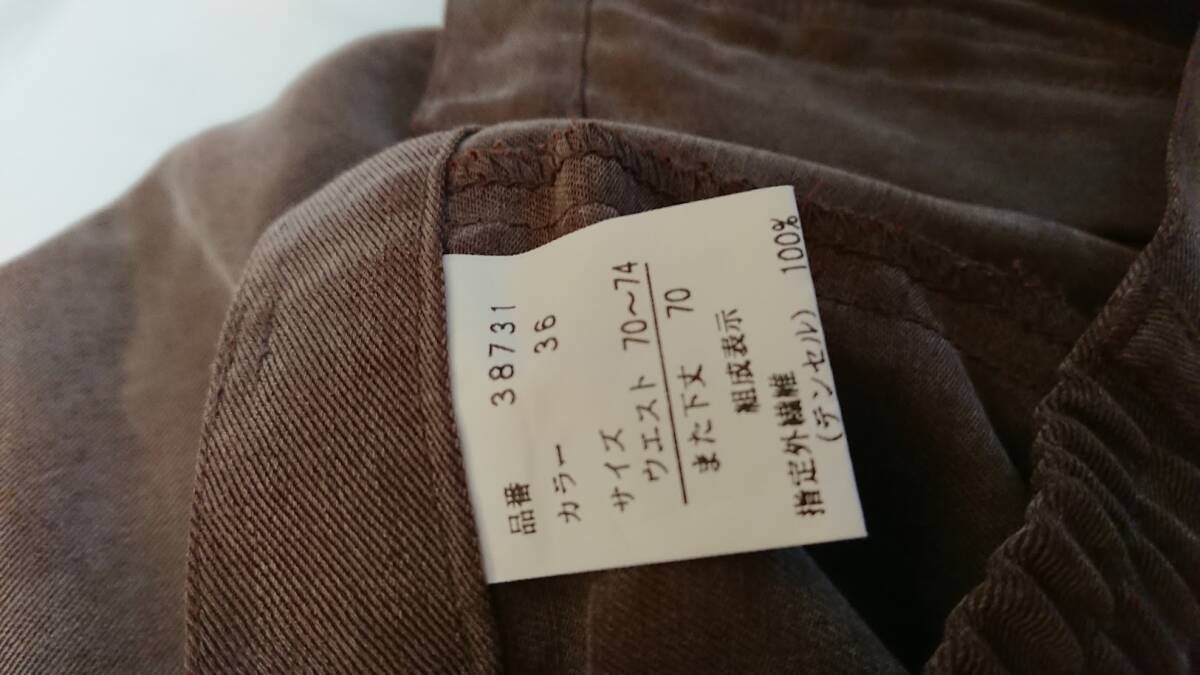 品番 38731
カラー 36
サイズ
ウエスト 70~74
また下丈 70
組成表示
指定外繊維 100%
(テンセル)